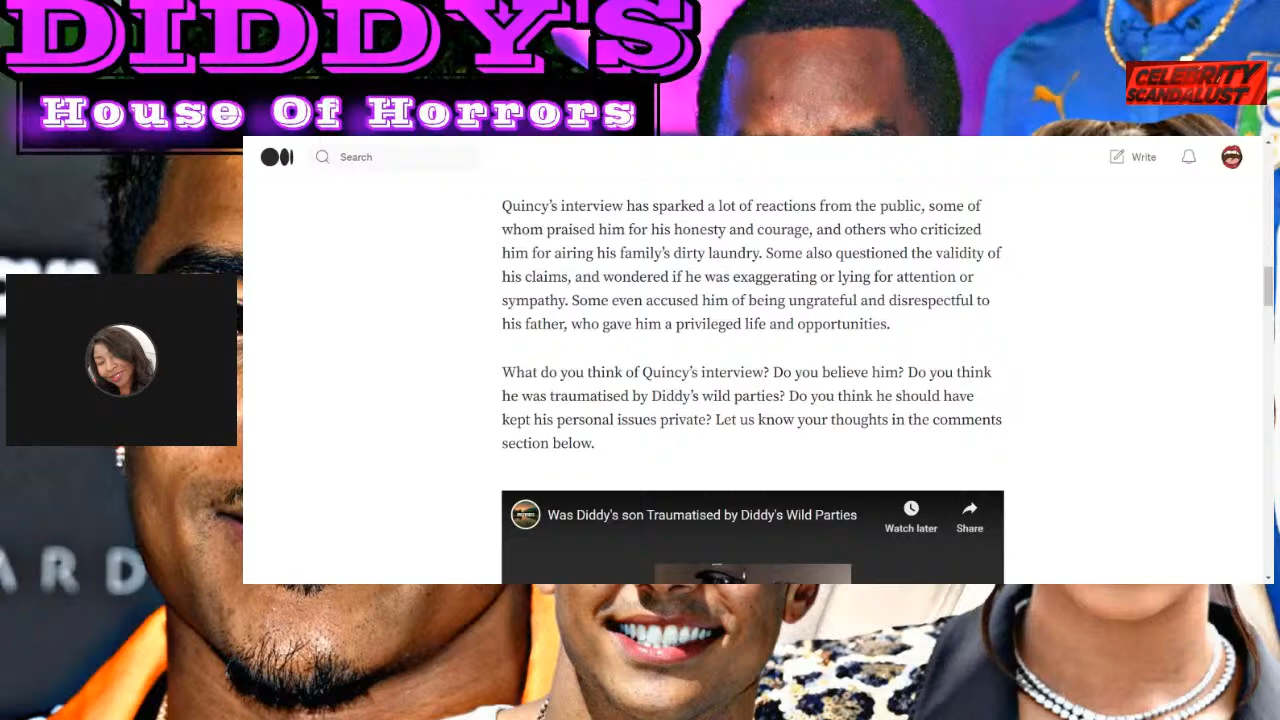 DIDDY'S
House Of Horrors
CELEBRITY
SCANDALUST
Search
Write
Quincy's interview has sparked a lot of reactions from the public, some of
whom praised him for his honesty and courage, and others who criticized
him for airing his family's dirty laundry. Some also questioned the validity of
his claims, and wondered if he was exaggerating or lying for attention or
sympathy. Some even accused him of being ungrateful and disrespectful to
his father, who gave him a privileged life and opportunities.
What do you think of Quincy's interview? Do you believe him? Do you think
he was traumatised by Diddy's wild parties? Do you think he should have
kept his personal issues private? Let us know your thoughts in the comments
section below.
Was Diddy's son Traumatised by Diddy's Wild Parties
Watch later
Share
ARD